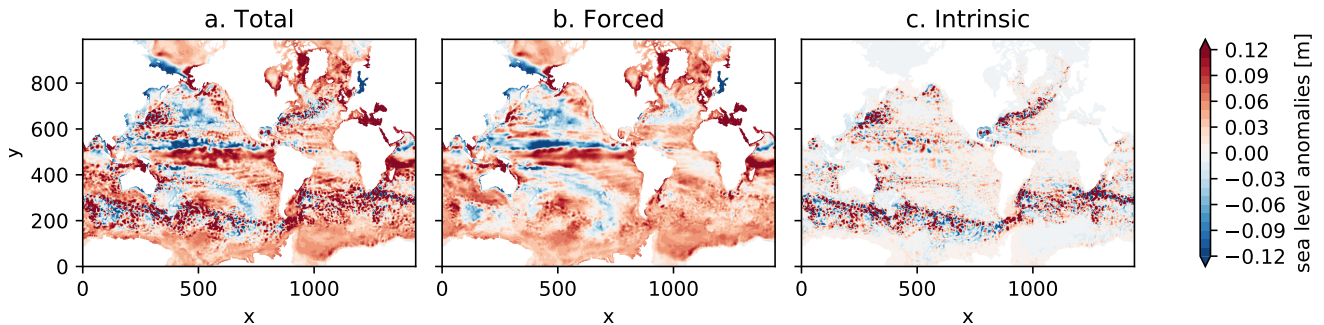 a. Total
b. Forced
c. Intrinsic
y
800
600
400
200
0
0 500 1000
x
0 500 1000
x
0 500 1000
x
0.12
0.09
0.06
0.03
0.00
−0.03
−0.06
−0.09
−0.12
sea level anomalies [m]